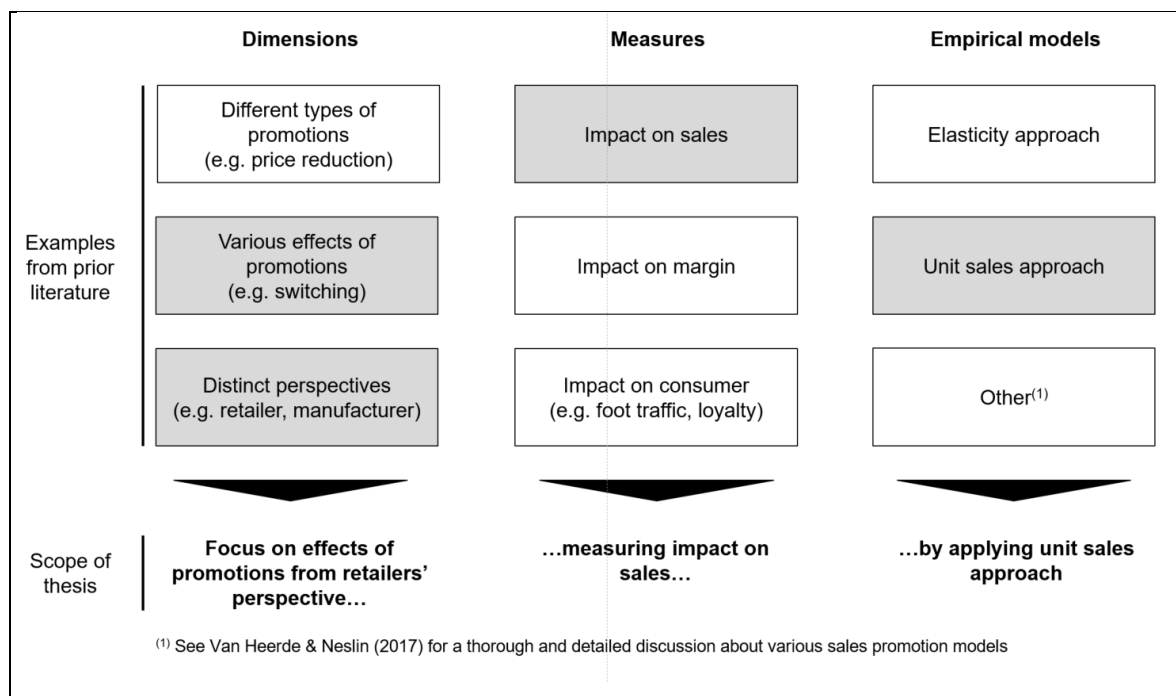 Dimensions
Measures
Empirical models
Examples
from prior
literature
Different types of
promotions
(e.g. price reduction)
Impact on sales
Elasticity approach
Various effects of
promotions
(e.g. switching)
Impact on margin
Unit sales approach
Distinct perspectives
(e.g. retailer, manufacturer)
Impact on consumer
(e.g. foot traffic, loyalty)
Other(1)
Scope of
thesis
Focus on effects of
promotions from retailers’
perspective…
…measuring impact on
sales…
…by applying unit sales
approach
(1) See Van Heerde & Neslin (2017) for a thorough and detailed discussion about various sales promotion models